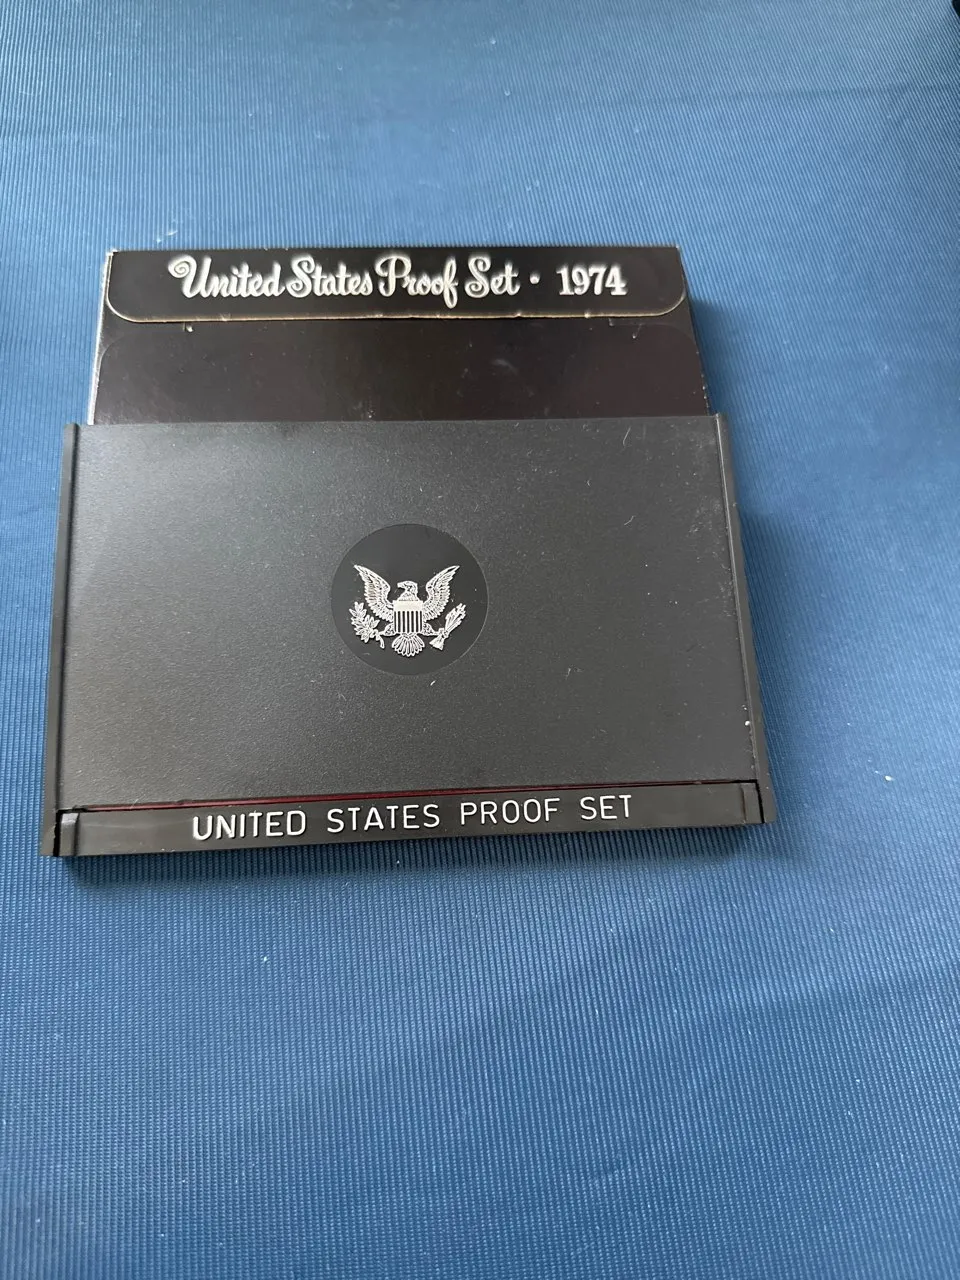 United States Proof Set · 1974
UNITED STATES PROOF SET